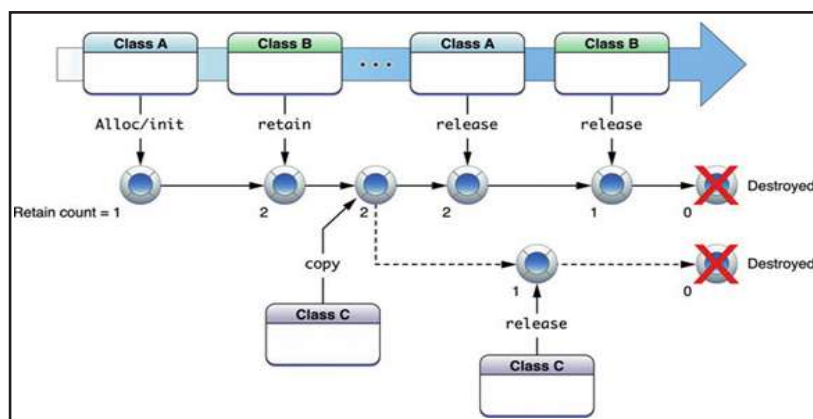 Class A
Class B
...
Class A
Class B
Alloc/init
retain
release
release
Retain count = 1
2
2
2
1
0
Destroyed
copy
Class C
1
release
Class C
0
Destroyed